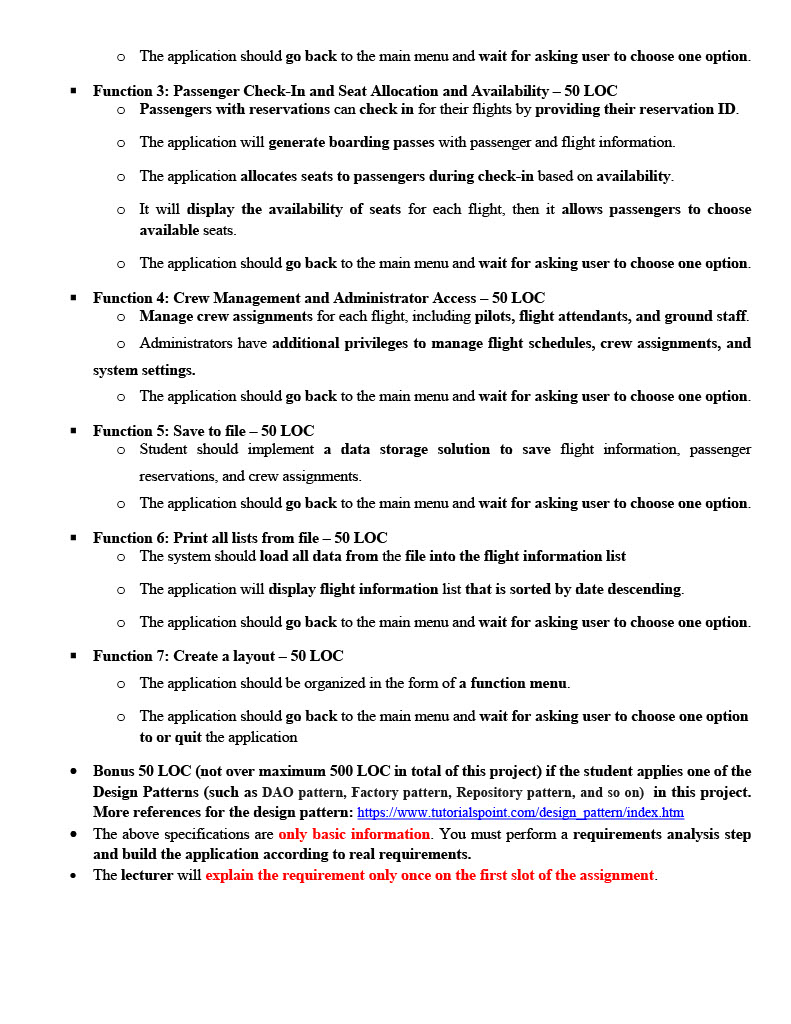 o The application should go back to the main menu and wait for asking user to choose one option.
▪ Function 3: Passenger Check-In and Seat Allocation and Availability – 50 LOC
o Passengers with reservations can check in for their flights by providing their reservation ID.
o The application will generate boarding passes with passenger and flight information.
o The application allocates seats to passengers during check-in based on availability.
o It will display the availability of seats for each flight, then it allows passengers to choose
available seats.
o The application should go back to the main menu and wait for asking user to choose one option.
▪ Function 4: Crew Management and Administrator Access – 50 LOC
o Manage crew assignments for each flight, including pilots, flight attendants, and ground staff.
o Administrators have additional privileges to manage flight schedules, crew assignments, and
system settings.
o The application should go back to the main menu and wait for asking user to choose one option.
▪ Function 5: Save to file – 50 LOC
o Student should implement a data storage solution to save flight information, passenger
reservations, and crew assignments.
o The application should go back to the main menu and wait for asking user to choose one option.
▪ Function 6: Print all lists from file – 50 LOC
o The system should load all data from the file into the flight information list
o The application will display flight information list that is sorted by date descending.
o The application should go back to the main menu and wait for asking user to choose one option.
▪ Function 7: Create a layout – 50 LOC
o The application should be organized in the form of a function menu.
o The application should go back to the main menu and wait for asking user to choose one option
to or quit the application
• Bonus 50 LOC (not over maximum 500 LOC in total of this project) if the student applies one of the
Design Patterns (such as DAO pattern, Factory pattern, Repository pattern, and so on) in this project.
More references for the design pattern: https://www.tutorialspoint.com/design_pattern/index.htm
• The above specifications are only basic information. You must perform a requirements analysis step
and build the application according to real requirements.
• The lecturer will explain the requirement only once on the first slot of the assignment.